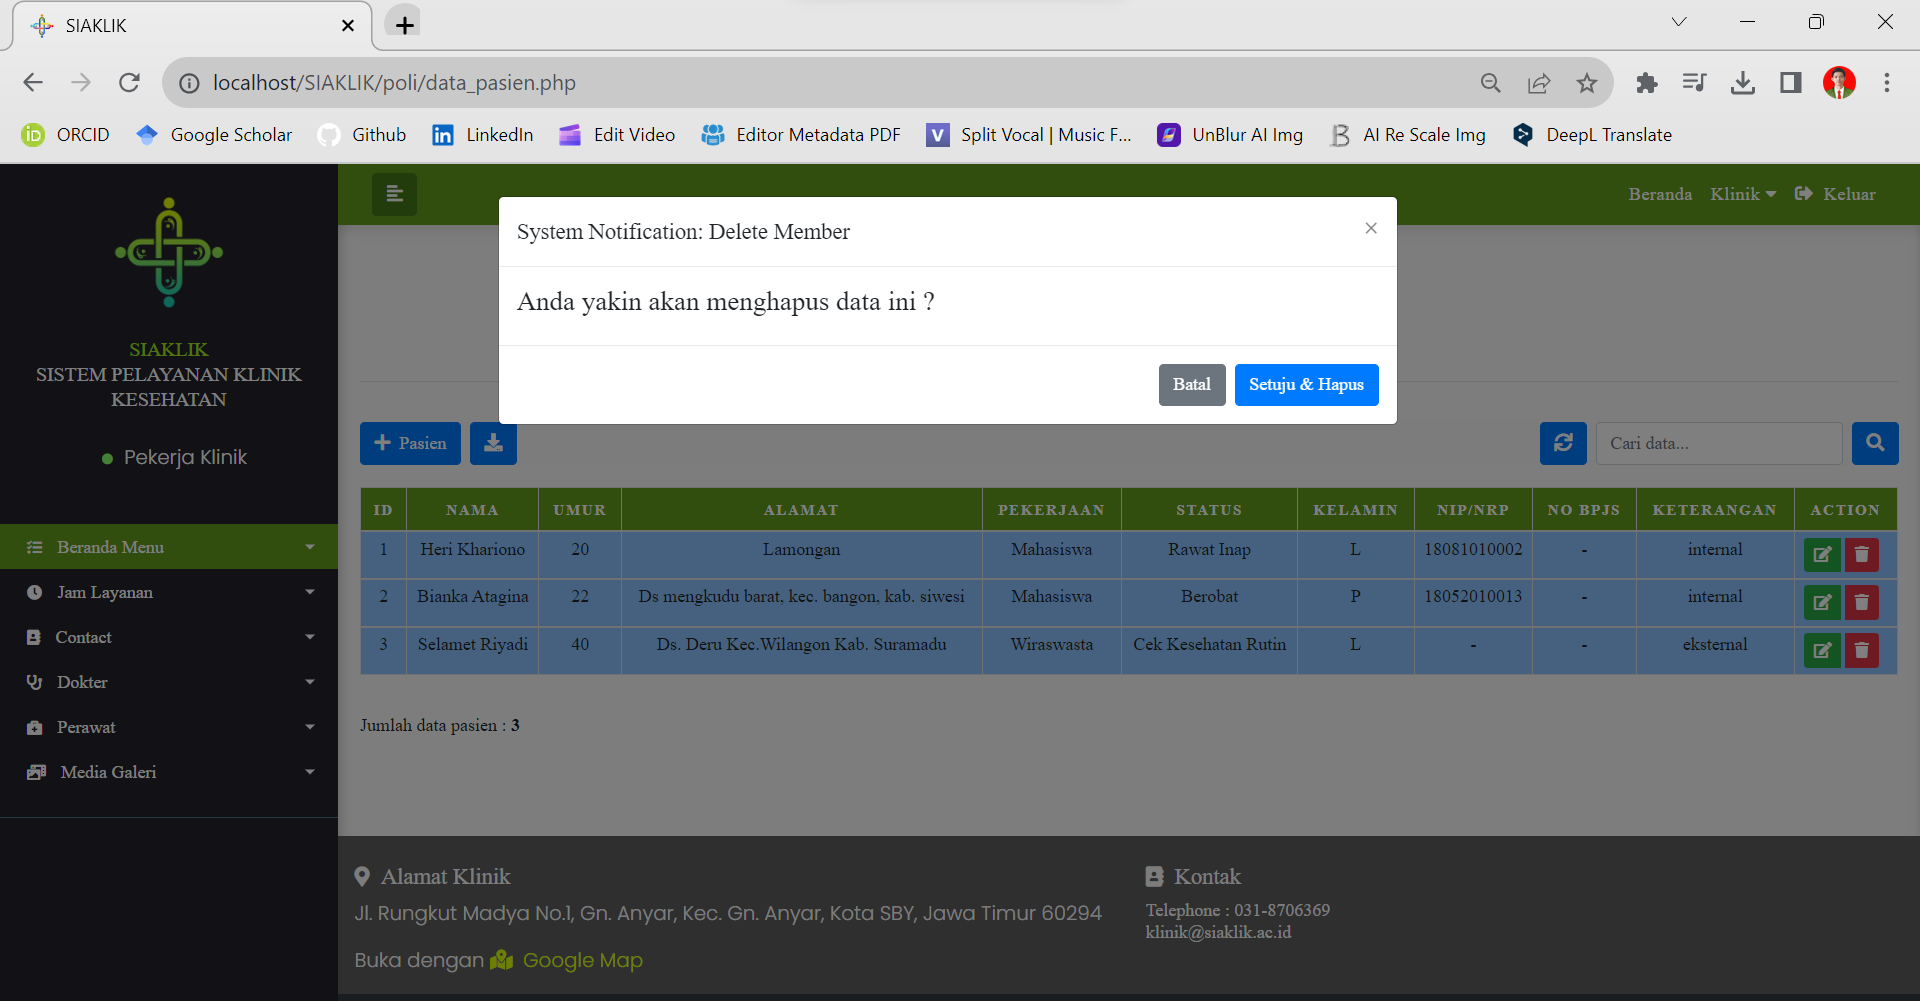 SIAKLIK
localhost/SIAKLIK/poli/data_pasien.php
ORCID Google Scholar Github LinkedIn Edit Video Editor Metadata PDF Split Vocal | Music F... UnBlur AI Img AI Re Scale Img DeepL Translate
Beranda Klinik Keluar
System Notification: Delete Member
Anda yakin akan menghapus data ini ?
Batal Setuju & Hapus
SIAKLIK
SISTEM PELAYANAN KLINIK
KESEHATAN
Pekerja Klinik
Beranda Menu
Jam Layanan
Contact
Dokter
Perawat
Media Galeri
Pasien Cari data...
ID NAMA UMUR ALAMAT PEKERJAAN STATUS KELAMIN NIP/NRP NO BPJS KETERANGAN ACTION
1 Heri Khariono 20 Lamongan Mahasiswa Rawat Inap L 18081010002 - internal
2 Bianka Atagina 22 Ds mengkudu barat, kec. bangon, kab. siwesi Mahasiswa Berobat P 18052010013 - internal
3 Selamet Riyadi 40 Ds. Deru Kec.Wilangon Kab. Suramadu Wiraswasta Cek Kesehatan Rutin L - - eksternal
Jumlah data pasien : 3
Alamat Klinik
Jl. Rungkut Madya No.1, Gn. Anyar, Kec. Gn. Anyar, Kota SBY, Jawa Timur 60294
Buka dengan Google Map
Kontak
Telephone : 031-8706369
klinik@siaklik.ac.id